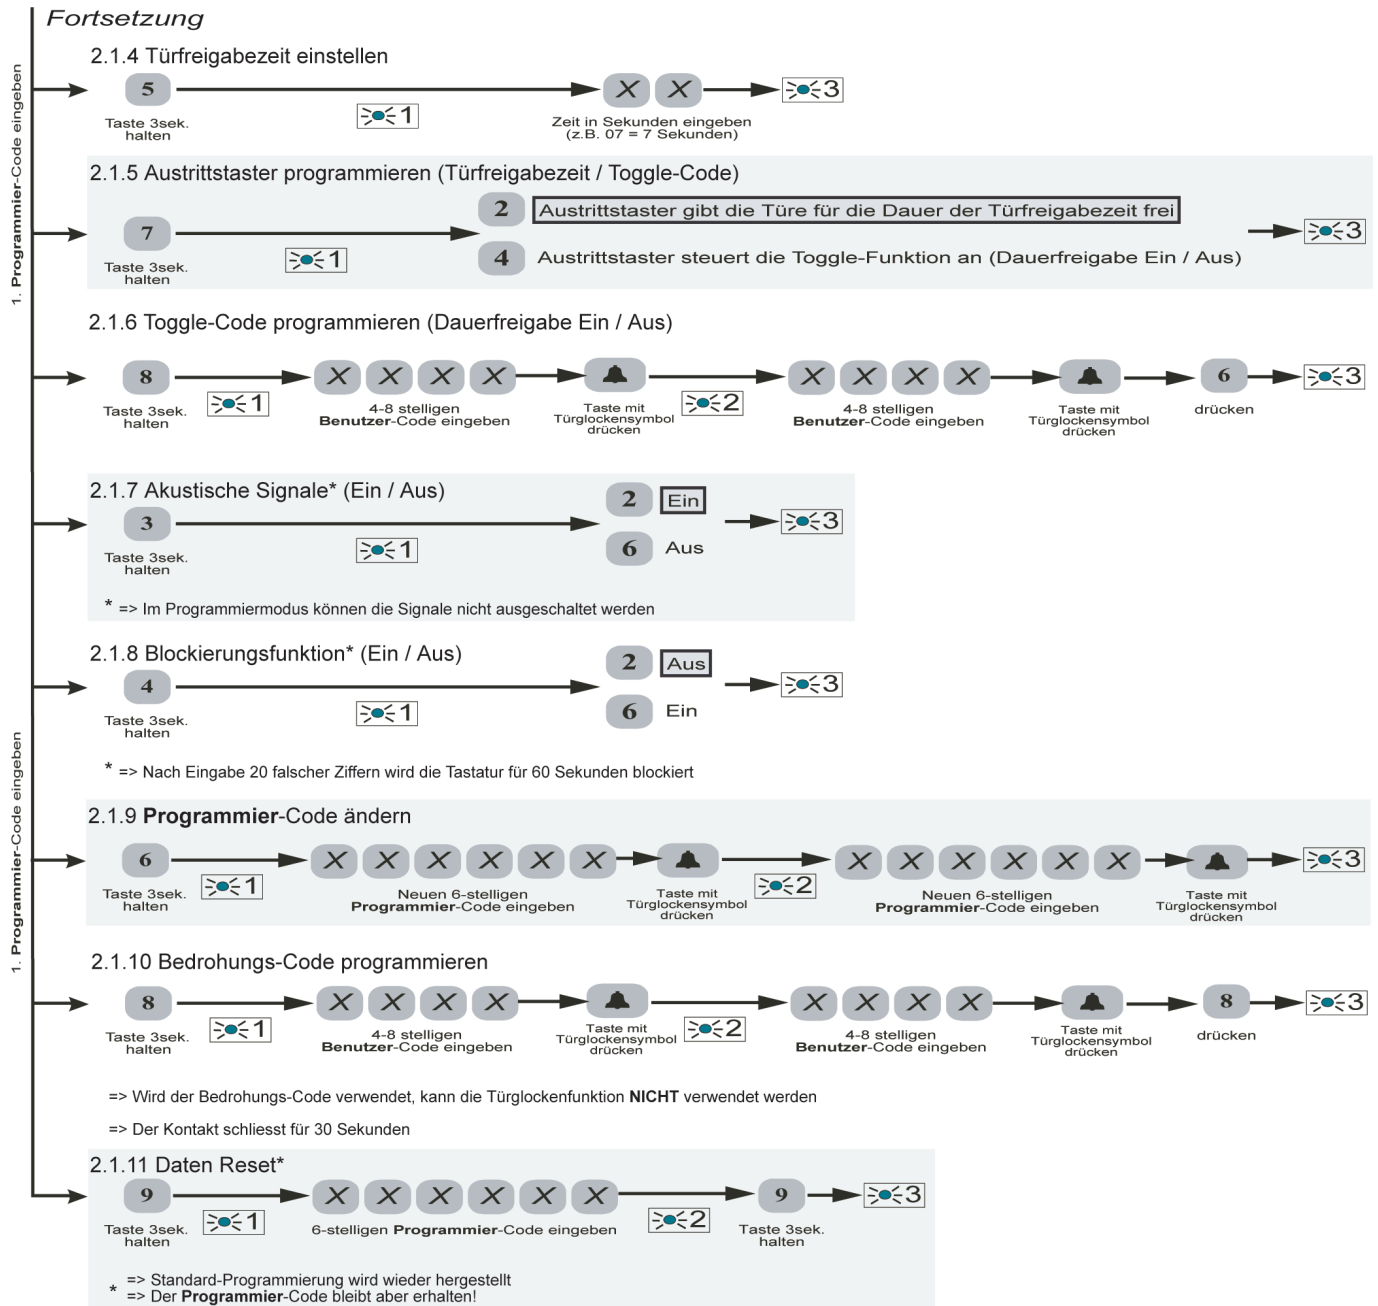 Fortsetzung
1. Programmier-Code eingeben
2.1.4 Türfreigabezeit einstellen
5
1
X X
3
Taste 3sek.
halten
Zeit in Sekunden eingeben
(z.B. 07 = 7 Sekunden)
2.1.5 Austrittstaster programmieren (Türfreigabezeit / Toggle-Code)
7
Taste 3sek.
halten
1
2 Austrittstaster gibt die Türe für die Dauer der Türfreigabezeit frei
4 Austrittstaster steuert die Toggle-Funktion an (Dauerfreigabe Ein / Aus)
3
2.1.6 Toggle-Code programmieren (Dauerfreigabe Ein / Aus)
8
Taste 3sek.
halten
1
X X X X
4-8 stelligen
Benutzer-Code eingeben
Taste mit
Türglockensymbol
drücken
2
X X X X
4-8 stelligen
Benutzer-Code eingeben
Taste mit
Türglockensymbol
drücken
6
drücken
3
2.1.7 Akustische Signale* (Ein / Aus)
3
Taste 3sek.
halten
1
2 Ein
6 Aus
3
* => Im Programmiermodus können die Signale nicht ausgeschaltet werden
2.1.8 Blockierungsfunktion* (Ein / Aus)
4
Taste 3sek.
halten
1
2 Aus
6 Ein
3
* => Nach Eingabe 20 falscher Ziffern wird die Tastatur für 60 Sekunden blockiert
1. Programmier-Code eingeben
2.1.9 Programmier-Code ändern
6
Taste 3sek.
halten
1
X X X X X X
Neuen 6-stelligen
Programmier-Code eingeben
Taste mit
Türglockensymbol
drücken
2
X X X X X X
Neuen 6-stelligen
Programmier-Code eingeben
Taste mit
Türglockensymbol
drücken
3
2.1.10 Bedrohungs-Code programmieren
8
Taste 3sek.
halten
1
X X X X
4-8 stelligen
Benutzer-Code eingeben
Taste mit
Türglockensymbol
drücken
2
X X X X
4-8 stelligen
Benutzer-Code eingeben
Taste mit
Türglockensymbol
drücken
8
drücken
3
=> Wird der Bedrohungs-Code verwendet, kann die Türglockenfunktion NICHT verwendet werden
=> Der Kontakt schliesst für 30 Sekunden
2.1.11 Daten Reset*
9
Taste 3sek.
halten
1
X X X X X X
6-stelligen Programmier-Code eingeben
2
9
Taste 3sek.
halten
3
* => Standard-Programmierung wird wieder hergestellt
=> Der Programmier-Code bleibt aber erhalten!